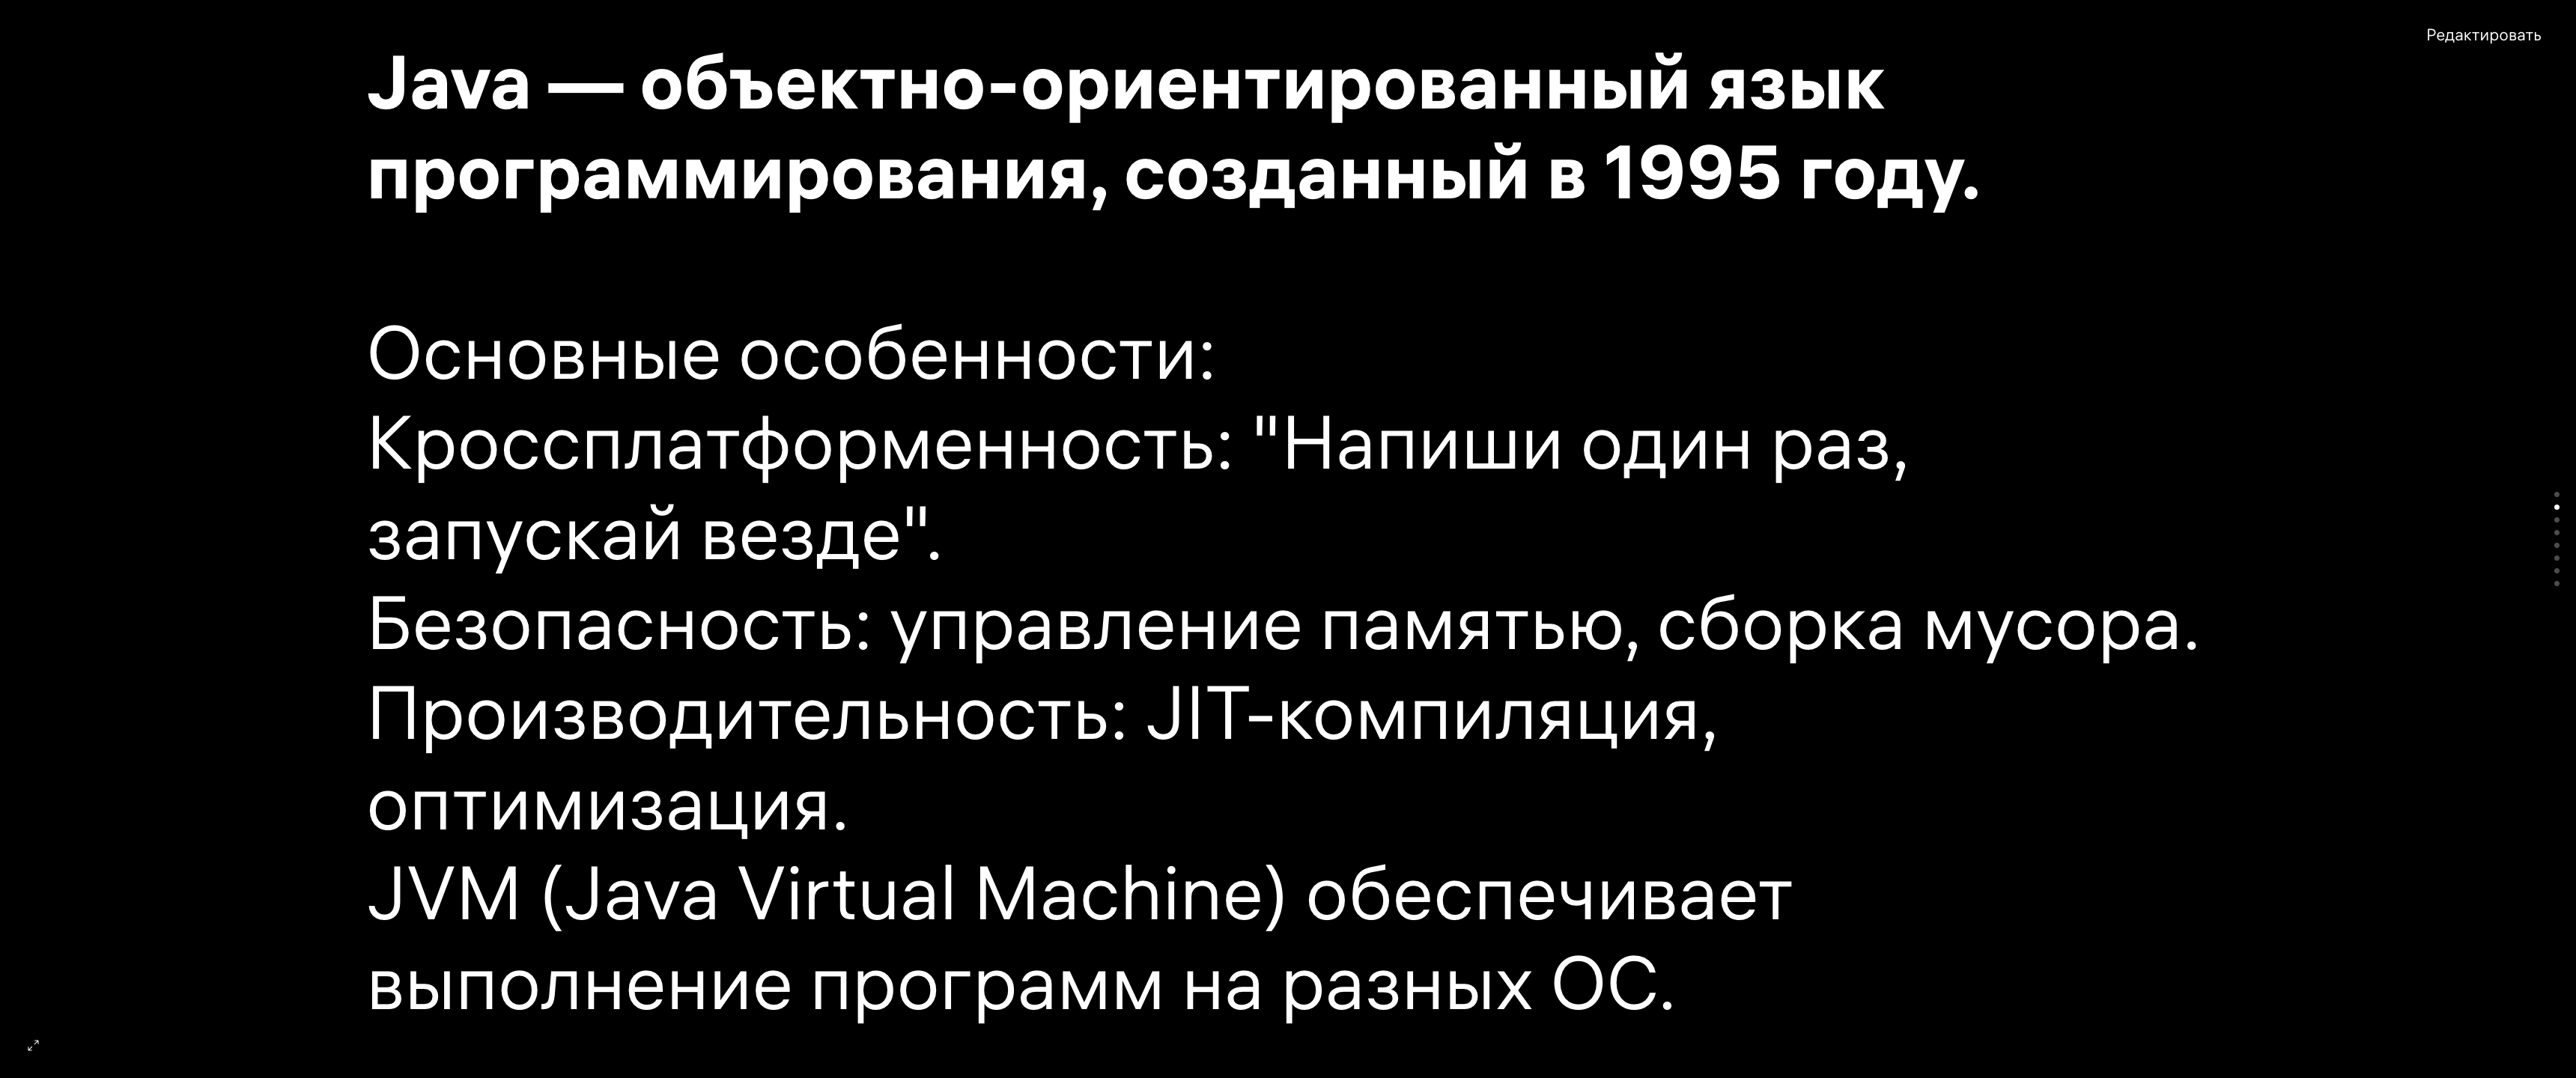 Редактировать
Java — объектно-ориентированный язык
программирования, созданный в 1995 году.
Основные особенности:
Кроссплатформенность: "Напиши один раз,
запускай везде".
Безопасность: управление памятью, сборка мусора.
Производительность: JIT-компиляция,
оптимизация.
JVM (Java Virtual Machine) обеспечивает
выполнение программ на разных ОС.